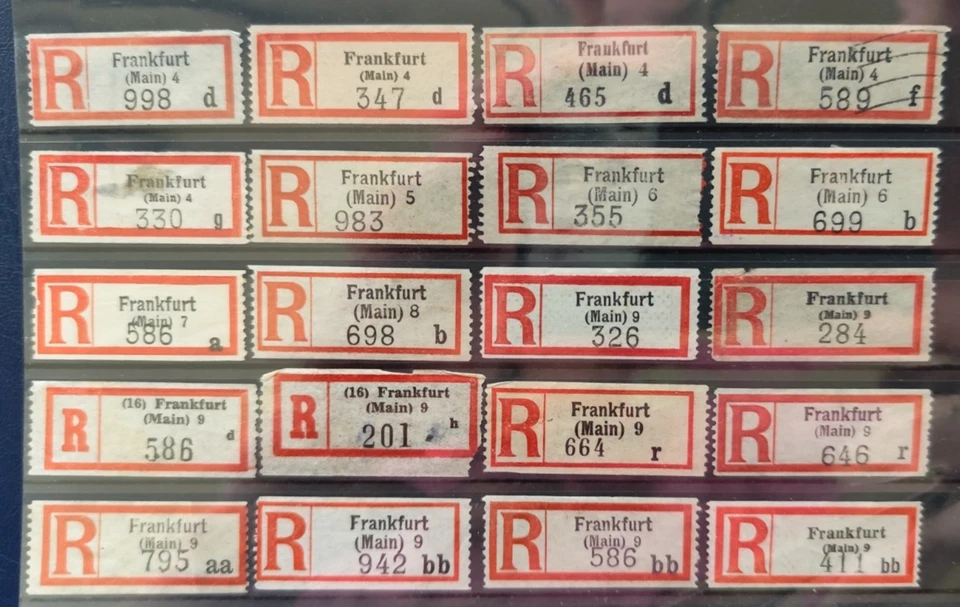 R Frankfurt
(Main) 4
998 d
R Frankfurt
(Main) 4
347 d
R Frankfurt
(Main) 4
465 d
R Frankfurt
(Main) 4
589 f
R Frankfurt
(Main) 4
330 g
R Frankfurt
(Main) 5
983
R Frankfurt
(Main) 6
355
R Frankfurt
(Main) 6
699 b
R Frankfurt
(Main) 7
586 a
R Frankfurt
(Main) 8
698 b
R Frankfurt
(Main) 9
326
R Frankfurt
(Main) 9
284
R (16) Frankfurt
(Main) 9
586 d
R (16) Frankfurt
(Main) 9
201 h
R Frankfurt
(Main) 9
664 r
R Frankfurt
(Main) 9
646 r
R Frankfurt
(Main) 9
795 aa
R Frankfurt
(Main) 9
942 bb
R Frankfurt
(Main) 9
586 bb
R Frankfurt
(Main) 9
411 bb